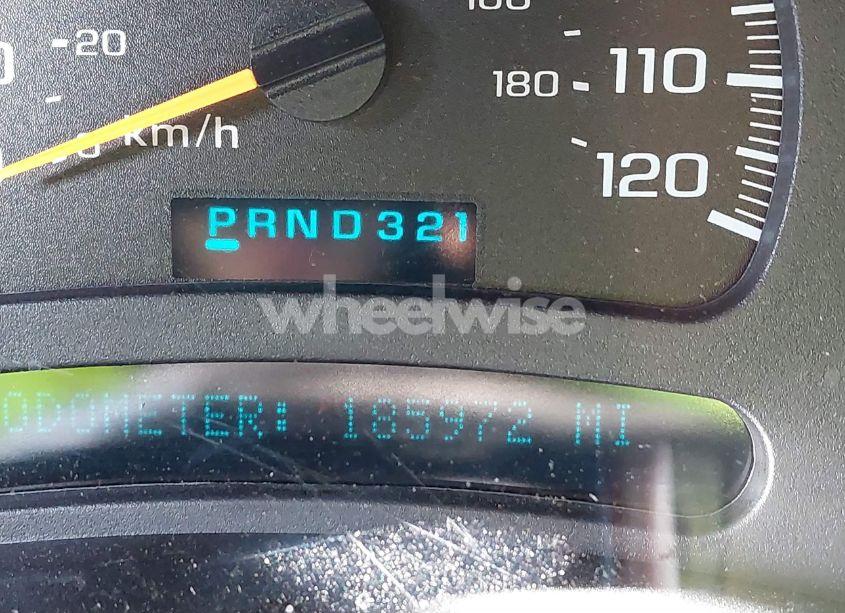 20
180
110
km/h
120
PRND321
wheelwise
ODOMETER: 185972 MI